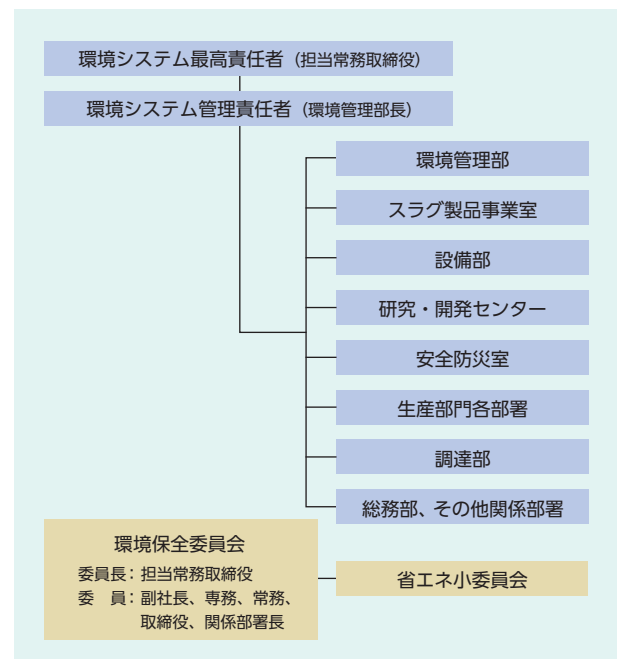 環境システム最高責任者（担当常務取締役）
環境システム管理責任者（環境管理部長）
環境管理部
スラグ製品事業室
設備部
研究・開発センター
安全防災室
生産部門各部署
調達部
総務部、その他関係部署
環境保全委員会
委員長：担当常務取締役
委　員：副社長、専務、常務、
取締役、関係部署長
省エネ小委員会